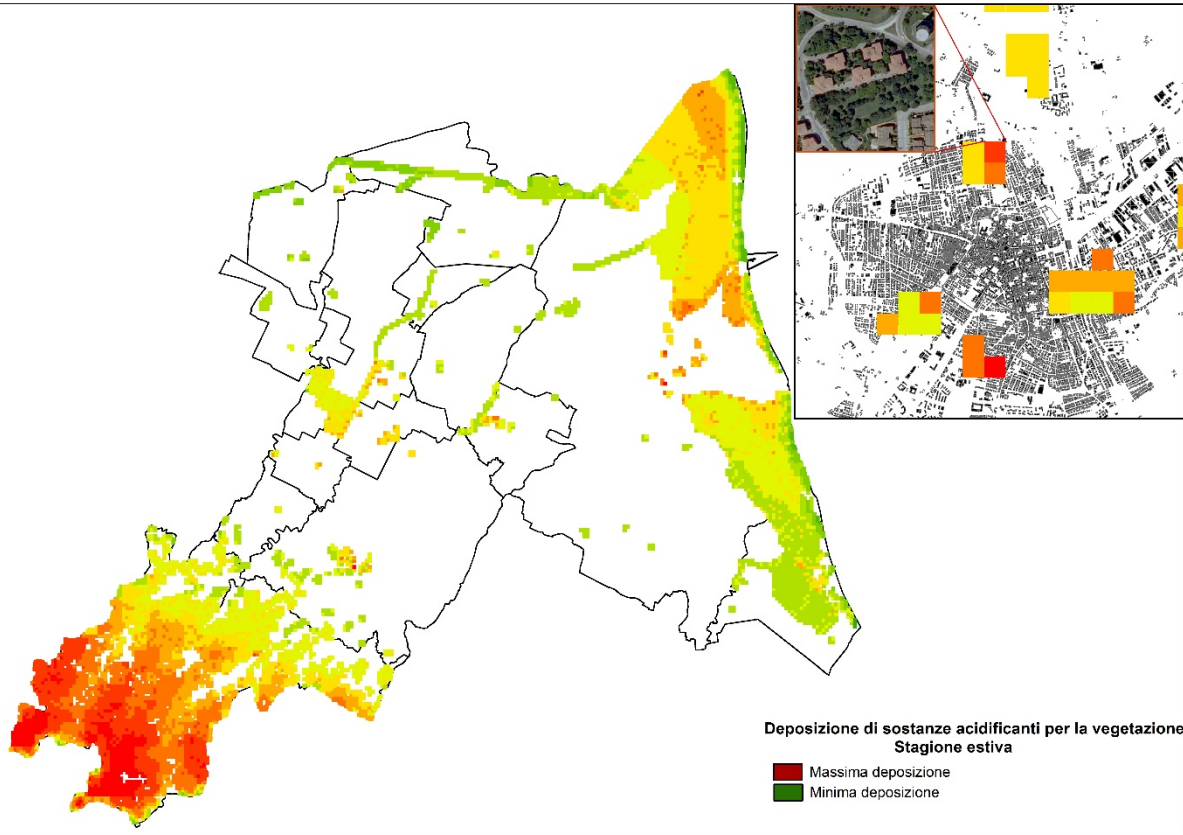 Deposizione di sostanze acidificanti per la vegetazione
Stagione estiva
Massima deposizione
Minima deposizione